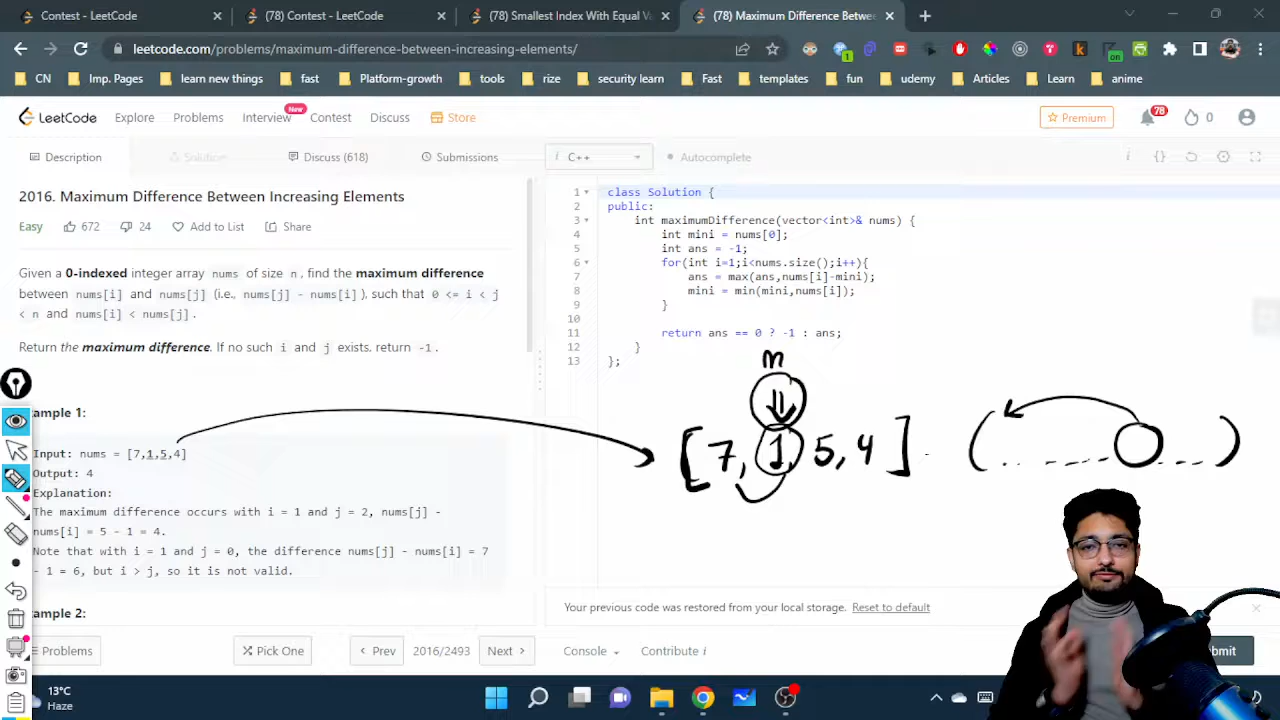 Contest - LeetCode
(78) Contest - LeetCode
(78) Smallest Index With Equal V
(78) Maximum Difference Betwe
leetcode.com/problems/maximum-difference-between-increasing-elements/
1
on
CN
Imp. Pages
learn new things
fast
Platform-growth
tools
rize
security learn
Fast
templates
fun
udemy
Articles
Learn
anime
LeetCode
Explore
Problems
Interview
New
Contest
Discuss
Store
Premium
78
0
Description
Solution
Discuss (618)
Submissions
i C++
Autocomplete
2016. Maximum Difference Between Increasing Elements
Easy
672
24
Add to List
Share
Given a 0-indexed integer array nums of size n, find the maximum difference
between nums[i] and nums[j] (i.e., nums[j] - nums[i]), such that 0 <= i < j
< n and nums[i] < nums[j].
Return the maximum difference. If no such i and j exists, return -1.
ample 1:
Input: nums = [7,1,5,4]
Output: 4
Explanation:
The maximum difference occurs with i = 1 and j = 2, nums[j] -
nums[i] = 5 - 1 = 4.
Note that with i = 1 and j = 0, the difference nums[j] - nums[i] = 7
- 1 = 6, but i > j, so it is not valid.
ample 2:
1 class Solution {
2 public:
3 int maximumDifference(vector<int>& nums) {
4 int mini = nums[0];
5 int ans = -1;
6 for(int i=1;i<nums.size();i++){
7 ans = max(ans,nums[i]-mini);
8 mini = min(mini,nums[i]);
9 }
10
11 return ans == 0 ? -1 : ans;
12 }
13 };
m
[7, 1, 5, 4]
Your previous code was restored from your local storage. Reset to default
Problems
Pick One
Prev
2016/2493
Next
Console
Contribute i
mit
13°C
Haze